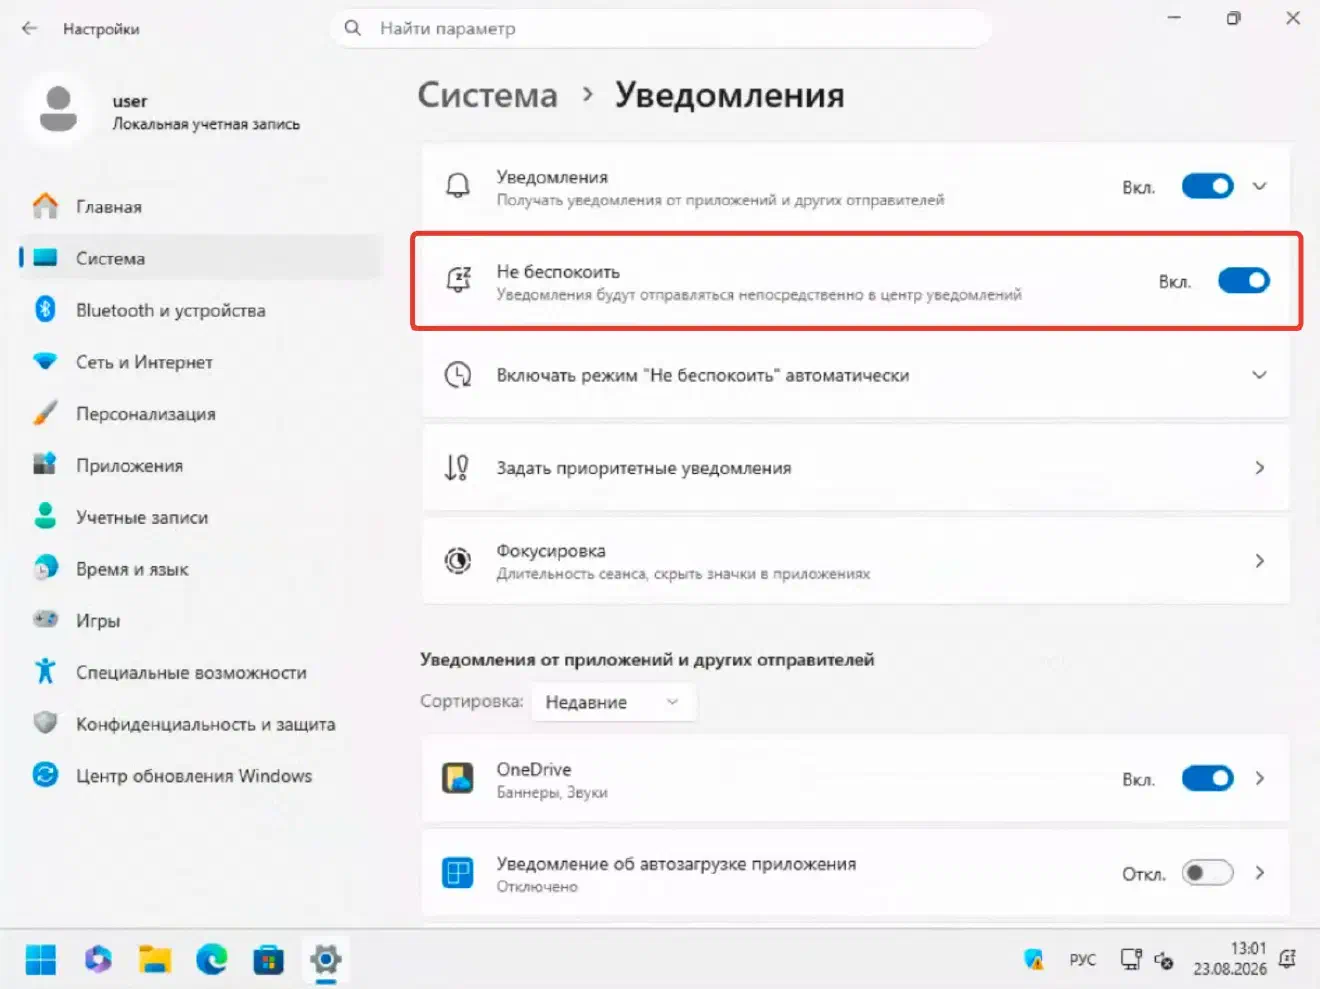 Настройки
Найти параметр
user
Локальная учетная запись
Главная
Система
Bluetooth и устройства
Сеть и Интернет
Персонализация
Приложения
Учетные записи
Время и язык
Игры
Специальные возможности
Конфиденциальность и защита
Центр обновления Windows
Система > Уведомления
Уведомления
Получать уведомления от приложений и других отправителей
Вкл.
Не беспокоить
Уведомления будут отправляться непосредственно в центр уведомлений
Вкл.
Включать режим "Не беспокоить" автоматически
Задать приоритетные уведомления
Фокусировка
Длительность сеанса, скрыть значки в приложениях
Уведомления от приложений и других отправителей
Сортировка: Недавние
OneDrive
Баннеры, Звуки
Вкл.
Уведомление об автозагрузке приложения
Отключено
Откл.
РУС
13:01
23.08.2026